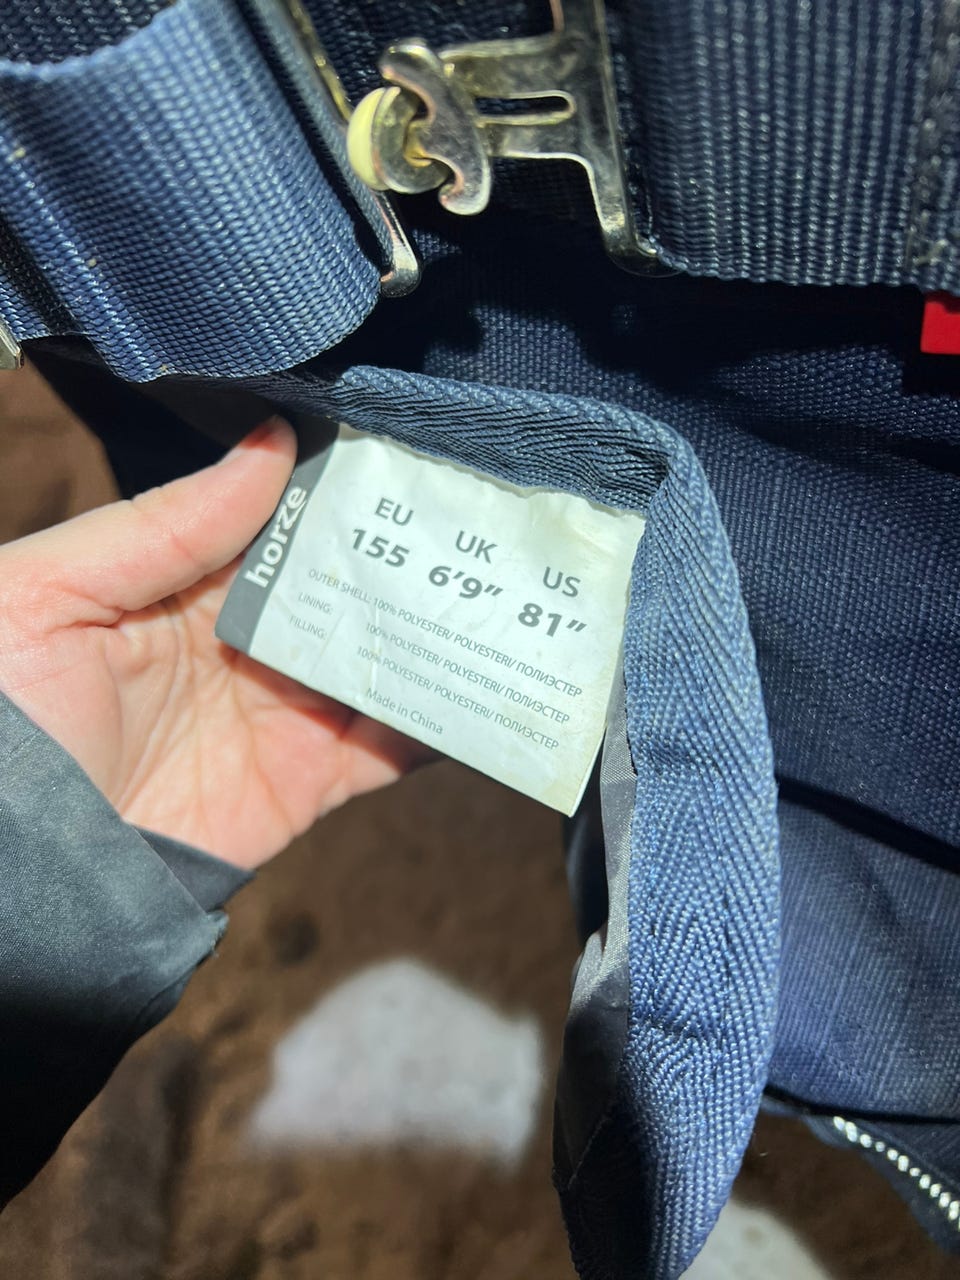 horze
EU UK US
155 6'9" 81"
OUTER SHELL: 100% POLYESTER/ POLYESTERI/ ПОЛИЭСТЕР
LINING: 100% POLYESTER/ POLYESTERI/ ПОЛИЭСТЕР
FILLING: 100% POLYESTER/ POLYESTERI/ ПОЛИЭСТЕР
Made in China